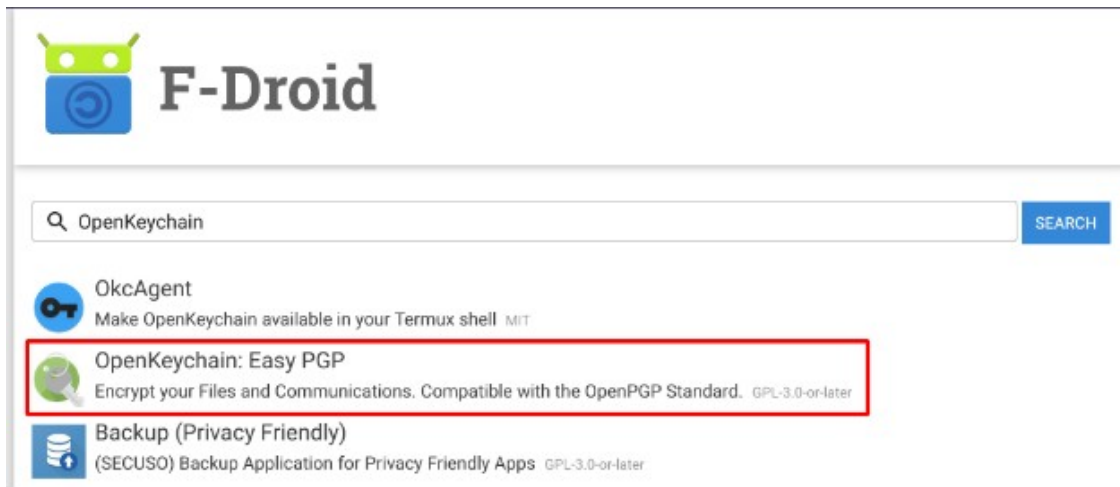 F-Droid
OpenKeychain
SEARCH
OkcAgent
Make OpenKeychain available in your Termux shell MIT
OpenKeychain: Easy PGP
Encrypt your Files and Communications. Compatible with the OpenPGP Standard. GPL-3.0-or-later
Backup (Privacy Friendly)
(SECUSO) Backup Application for Privacy Friendly Apps GPL-3.0-or-later